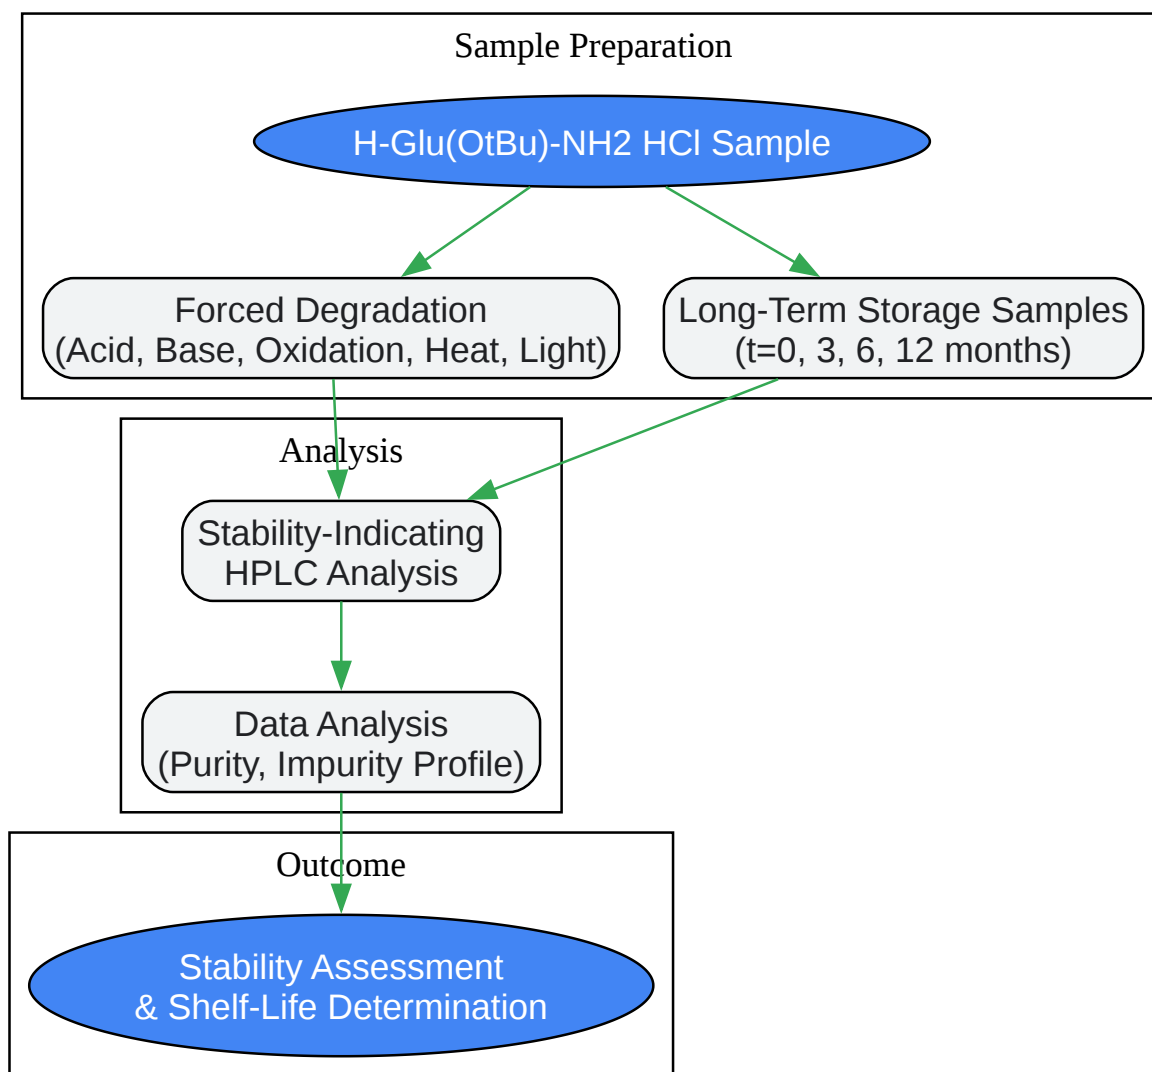 Sample Preparation
H-Glu(OtBu)-NH2 HCl Sample
Forced Degradation
(Acid, Base, Oxidation, Heat, Light)
Long-Term Storage Samples
(t=0, 3, 6, 12 months)
Analysis
Stability-Indicating
HPLC Analysis
Data Analysis
(Purity, Impurity Profile)
Outcome
Stability Assessment
& Shelf-Life Determination